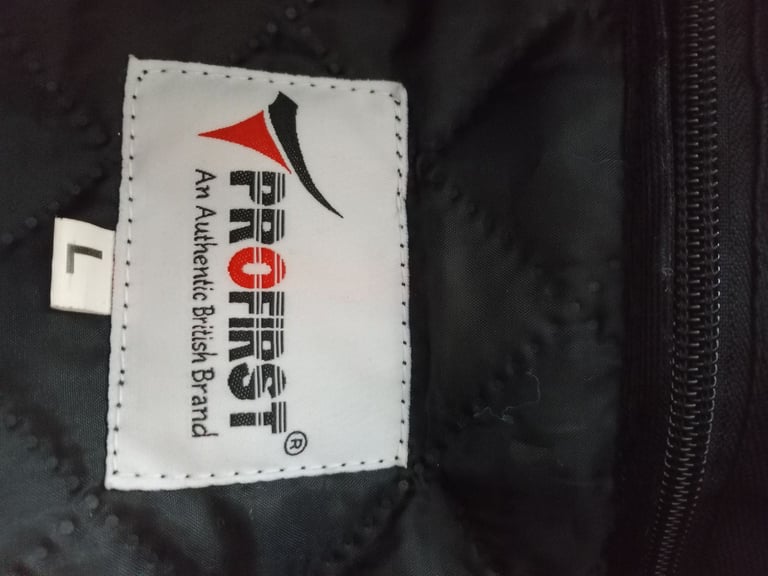 PROFIRST®
An Authentic British Brand
L